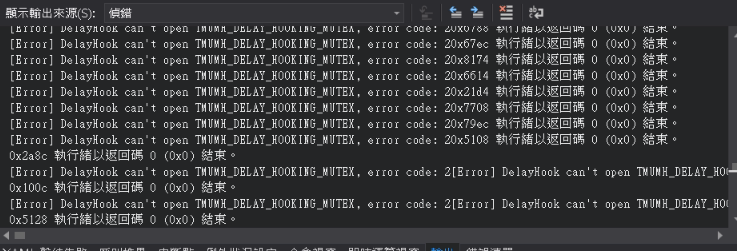 顯示輸出來源(S): 偵錯
[Error] DelayHook can't open TMUMH_DELAY_HOOKING_MUTEX, error code: 20x6788 執行緒以返回碼 0 (0x0) 結束。
[Error] DelayHook can't open TMUMH_DELAY_HOOKING_MUTEX, error code: 20x67ec 執行緒以返回碼 0 (0x0) 結束。
[Error] DelayHook can't open TMUMH_DELAY_HOOKING_MUTEX, error code: 20x8174 執行緒以返回碼 0 (0x0) 結束。
[Error] DelayHook can't open TMUMH_DELAY_HOOKING_MUTEX, error code: 20x6614 執行緒以返回碼 0 (0x0) 結束。
[Error] DelayHook can't open TMUMH_DELAY_HOOKING_MUTEX, error code: 20x21d4 執行緒以返回碼 0 (0x0) 結束。
[Error] DelayHook can't open TMUMH_DELAY_HOOKING_MUTEX, error code: 20x7708 執行緒以返回碼 0 (0x0) 結束。
[Error] DelayHook can't open TMUMH_DELAY_HOOKING_MUTEX, error code: 20x79ec 執行緒以返回碼 0 (0x0) 結束。
[Error] DelayHook can't open TMUMH_DELAY_HOOKING_MUTEX, error code: 20x5108 執行緒以返回碼 0 (0x0) 結束。
0x2a8c 執行緒以返回碼 0 (0x0) 結束。
[Error] DelayHook can't open TMUMH_DELAY_HOOKING_MUTEX, error code: 2[Error] DelayHook can't open TMUMH_DELAY_HOO
0x100c 執行緒以返回碼 0 (0x0) 結束。
[Error] DelayHook can't open TMUMH_DELAY_HOOKING_MUTEX, error code: 2[Error] DelayHook can't open TMUMH_DELAY_HOO
0x5128 執行緒以返回碼 0 (0x0) 結束。